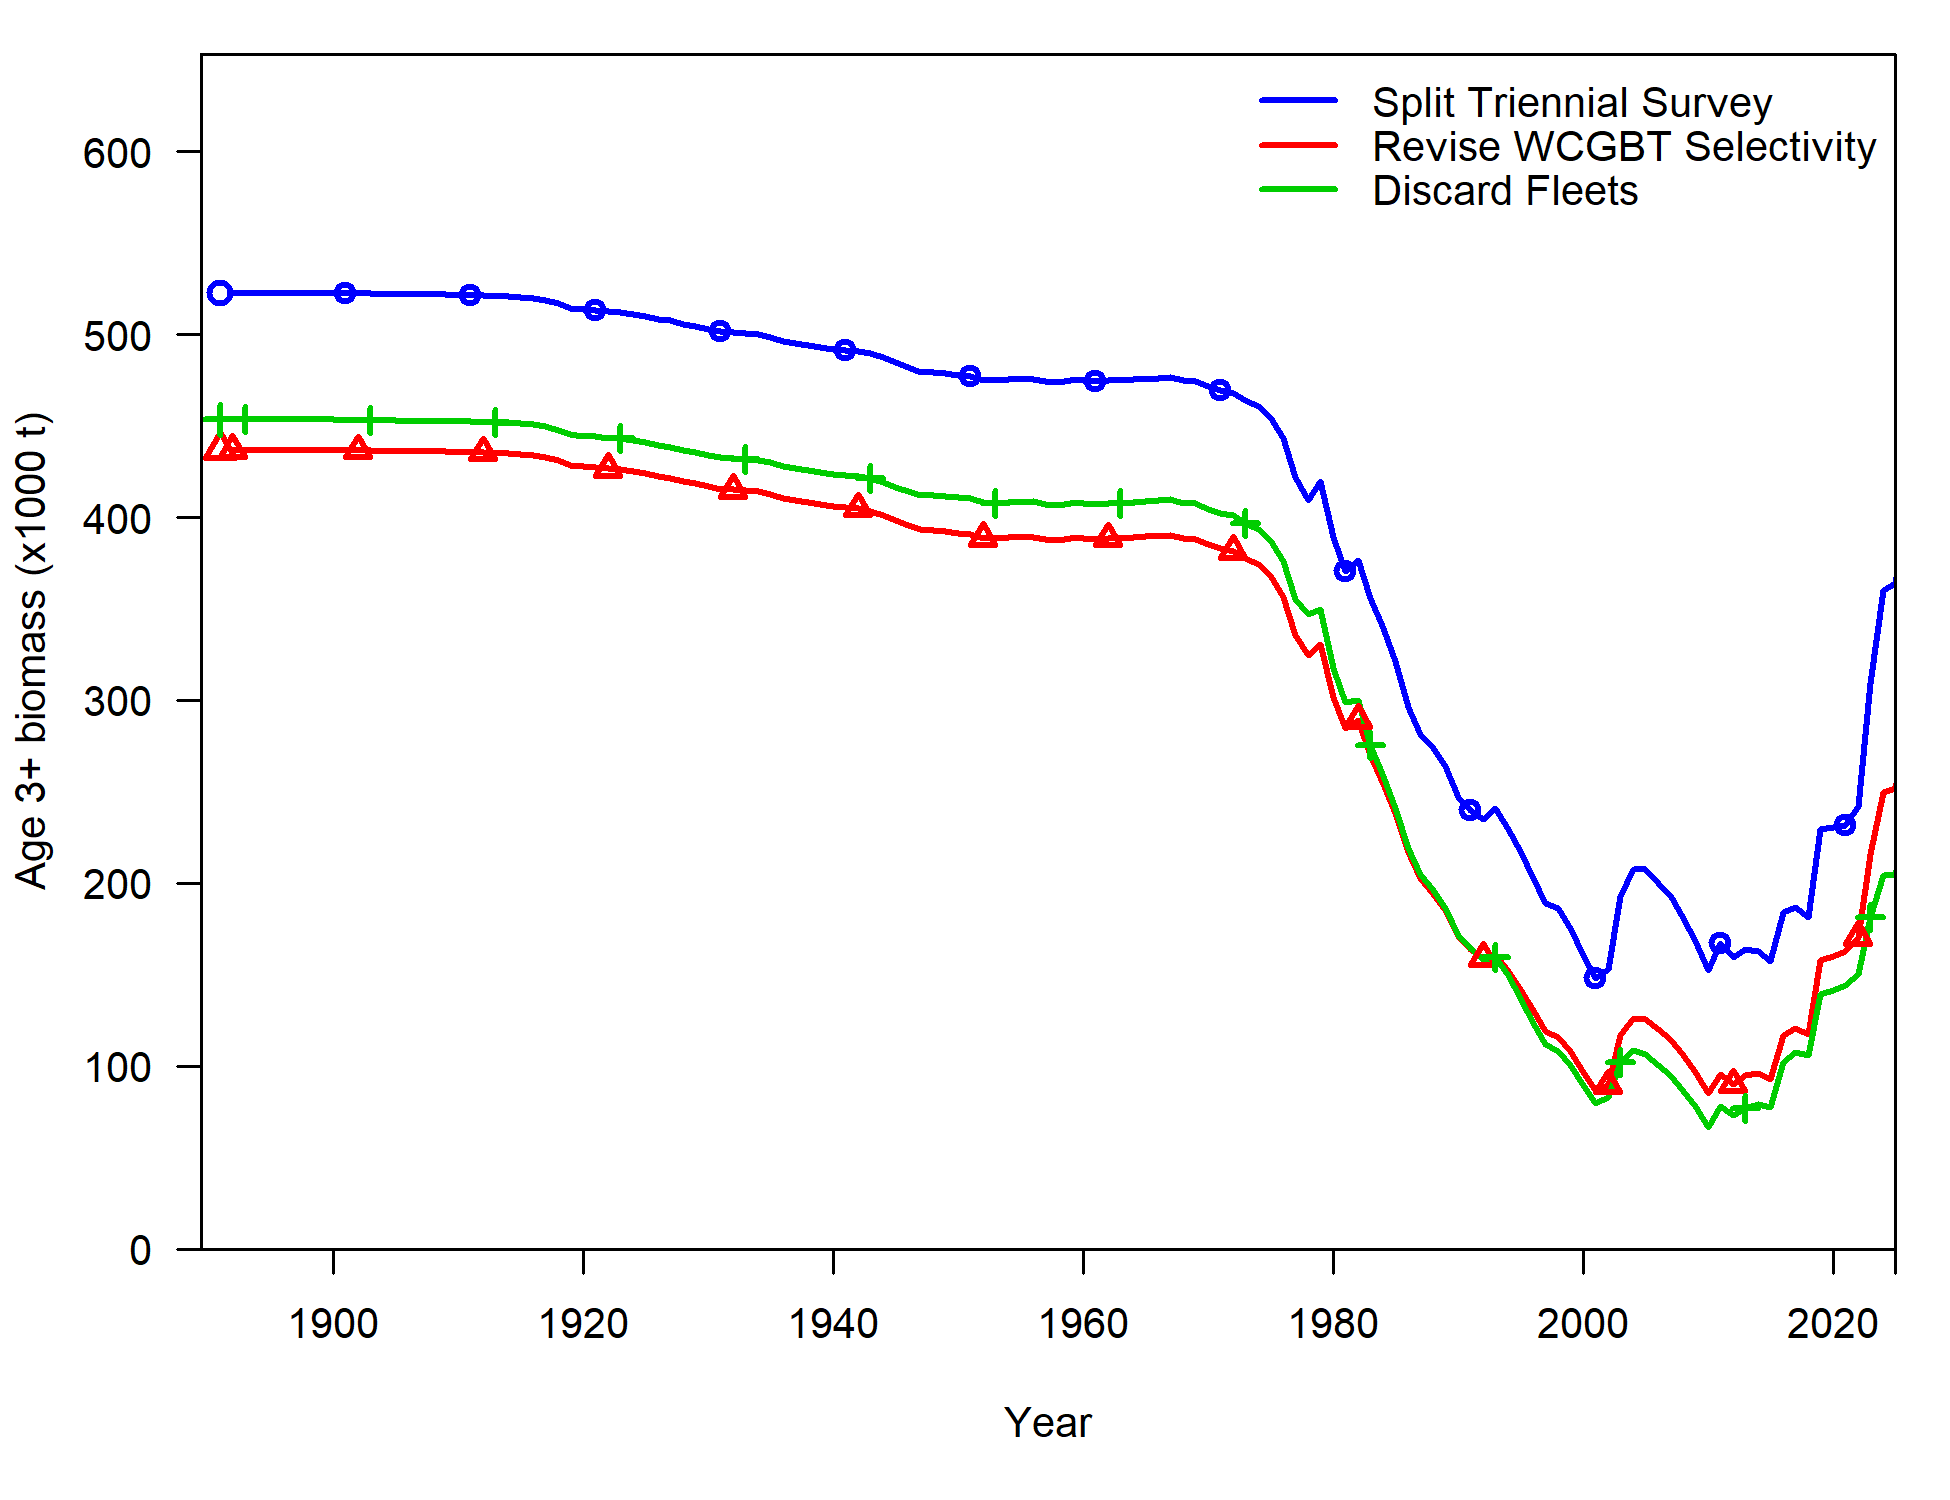 Split Triennial Survey
Revise WCGBT Selectivity
Discard Fleets
600
500
400
300
200
100
0
Age 3+ biomass (x1000 t)
1900 1920 1940 1960 1980 2000 2020
Year